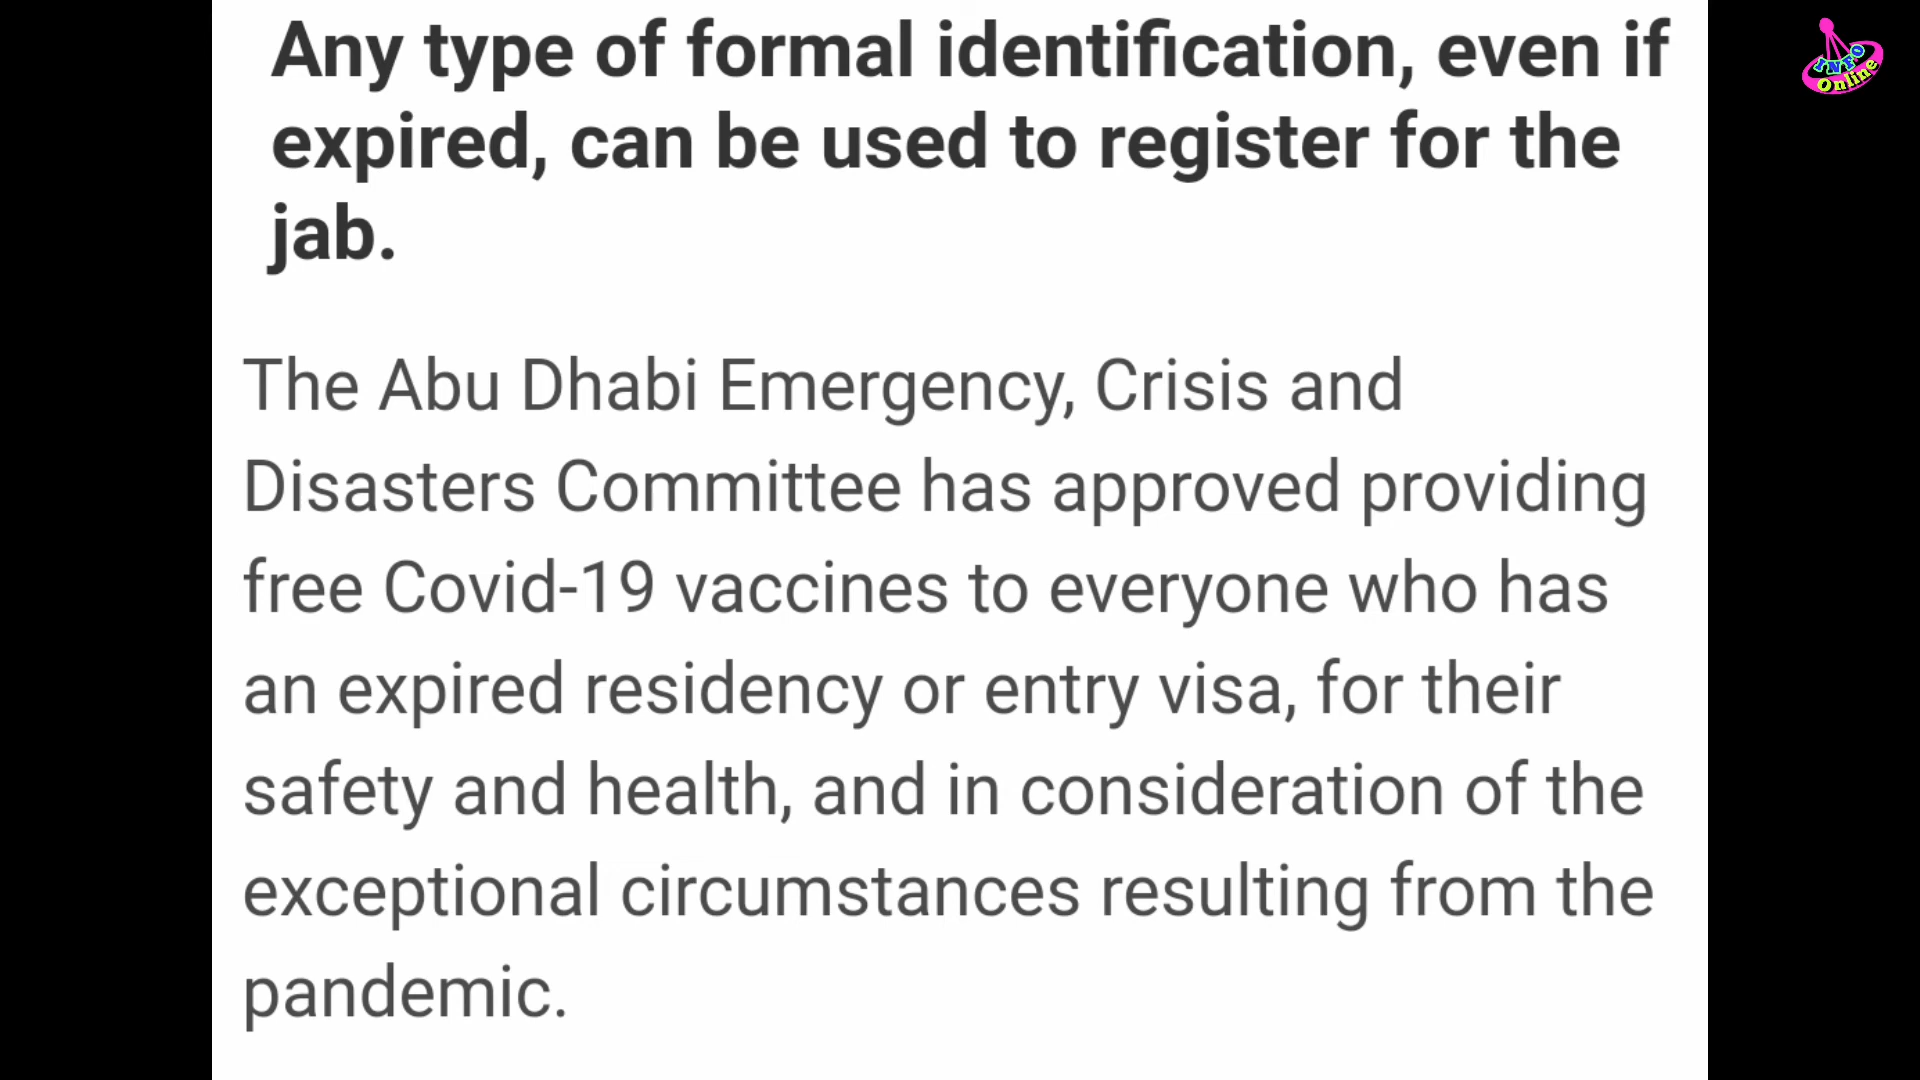 Any type of formal identification, even if
expired, can be used to register for the
jab.
The Abu Dhabi Emergency, Crisis and
Disasters Committee has approved providing
free Covid-19 vaccines to everyone who has
an expired residency or entry visa, for their
safety and health, and in consideration of the
exceptional circumstances resulting from the
pandemic.
INFO
Online